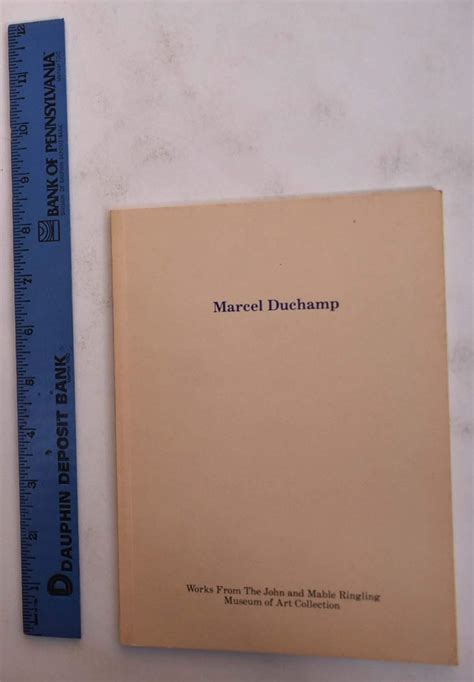 BANK OF PENNSYLVANIA
DAUPHIN DEPOSIT BANK
Marcel Duchamp
Works From The John and Mable Ringling
Museum of Art Collection